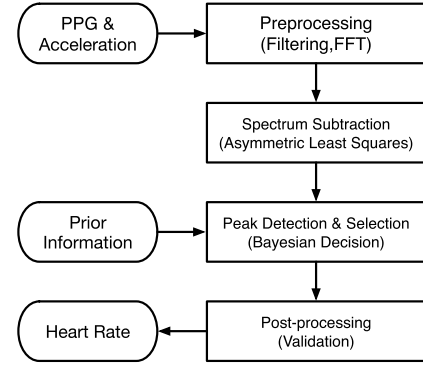 PPG &
Acceleration
Preprocessing
(Filtering,FFT)
Spectrum Subtraction
(Asymmetric Least Squares)
Prior
Information
Peak Detection & Selection
(Bayesian Decision)
Heart Rate
Post-processing
(Validation)